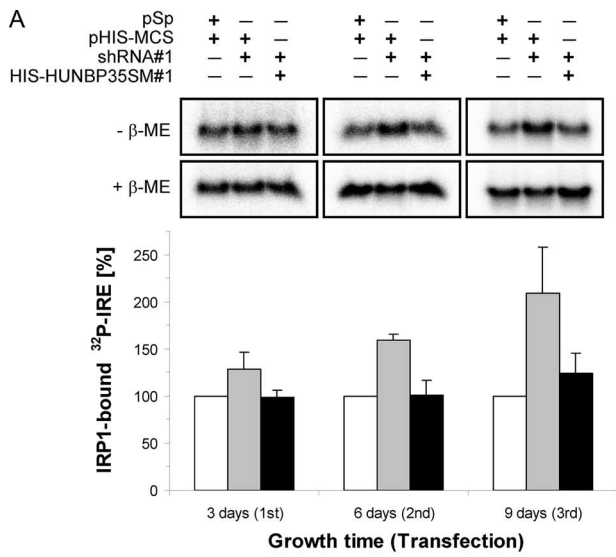 A
pSp + – – + – – + – –
pHIS-MCS + + – + + – + + –
shRNA#1 – + + – + + – + +
HIS-HUNBP35SM#1 – – + – – + – – +
- β-ME
+ β-ME
IRP1-bound ³²P-IRE [%]
250
200
150
100
50
0
3 days (1st) 6 days (2nd) 9 days (3rd)
Growth time (Transfection)